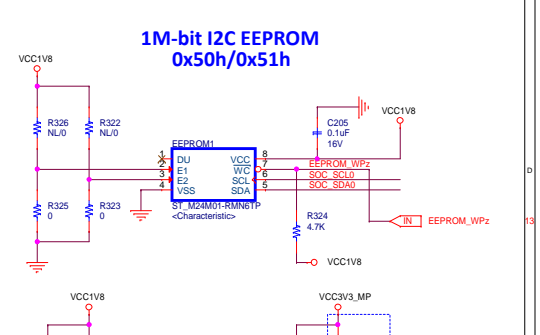 1M-bit I2C EEPROM
0x50h/0x51h
VCC1V8
R326
NL/0
R322
NL/0
C205
0.1uF
16V
VCC1V8
EEPROM1
1 DU VCC 8
2 E1 WC 7 EEPROM_WPz
3 E2 SCL 6 SOC_SCL0
4 VSS SDA 5 SOC_SDA0
ST_M24M01-RMN6TP
<Characteristic>
R325
0
R323
0
R324
4.7K
IN EEPROM_WPz
VCC1V8
D
13
VCC1V8
VCC3V3_MP